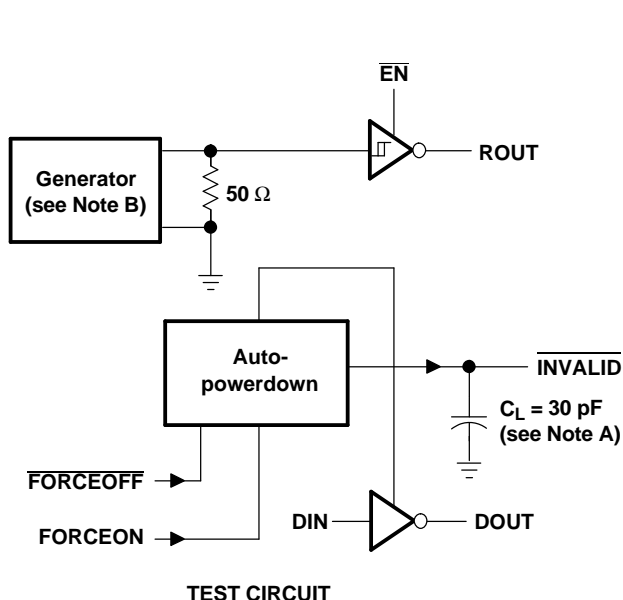 EN
Generator
(see Note B)
50 Ω
ROUT
Auto-
powerdown
INVALID
CL = 30 pF
(see Note A)
FORCEOFF
FORCEON
DIN
DOUT
TEST CIRCUIT